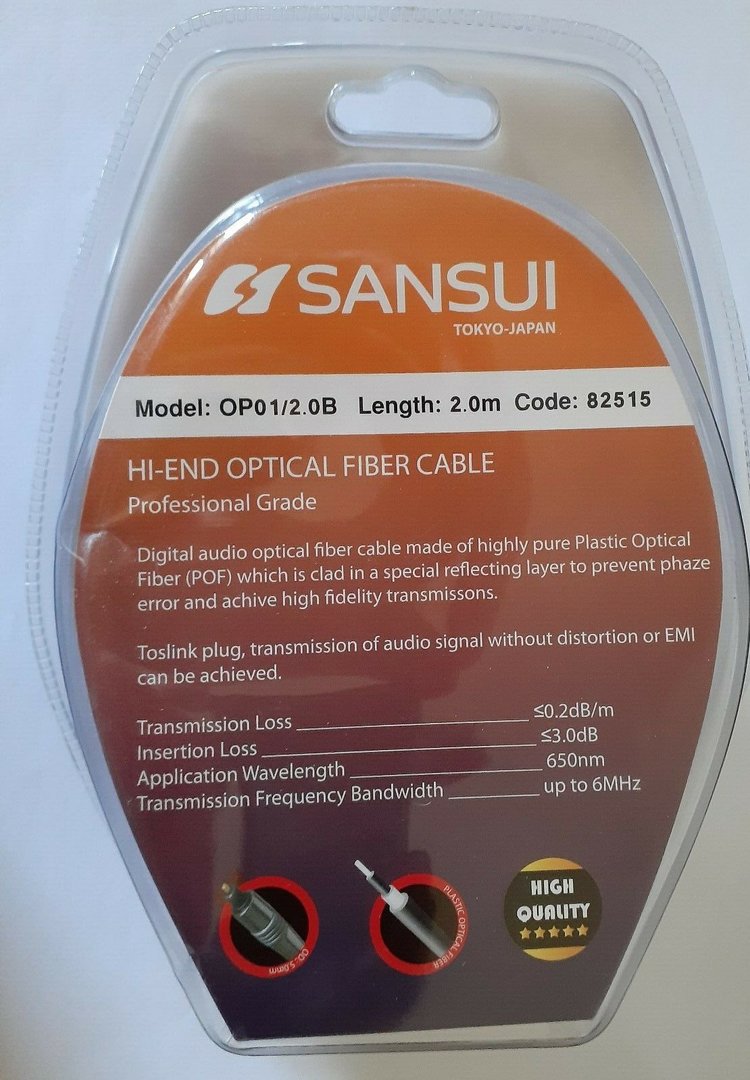 SANSUI
TOKYO-JAPAN
Model: OP01/2.0B Length: 2.0m Code: 82515
HI-END OPTICAL FIBER CABLE
Professional Grade
Digital audio optical fiber cable made of highly pure Plastic Optical
Fiber (POF) which is clad in a special reflecting layer to prevent phaze
error and achive high fidelity transmissons.
Toslink plug, transmission of audio signal without distortion or EMI
can be achieved.
Transmission Loss ≤0.2dB/m
Insertion Loss ≤3.0dB
Application Wavelength 650nm
Transmission Frequency Bandwidth up to 6MHz
OD: 5.0mm
PLASTIC OPTICAL FIBER
HIGH
QUALITY